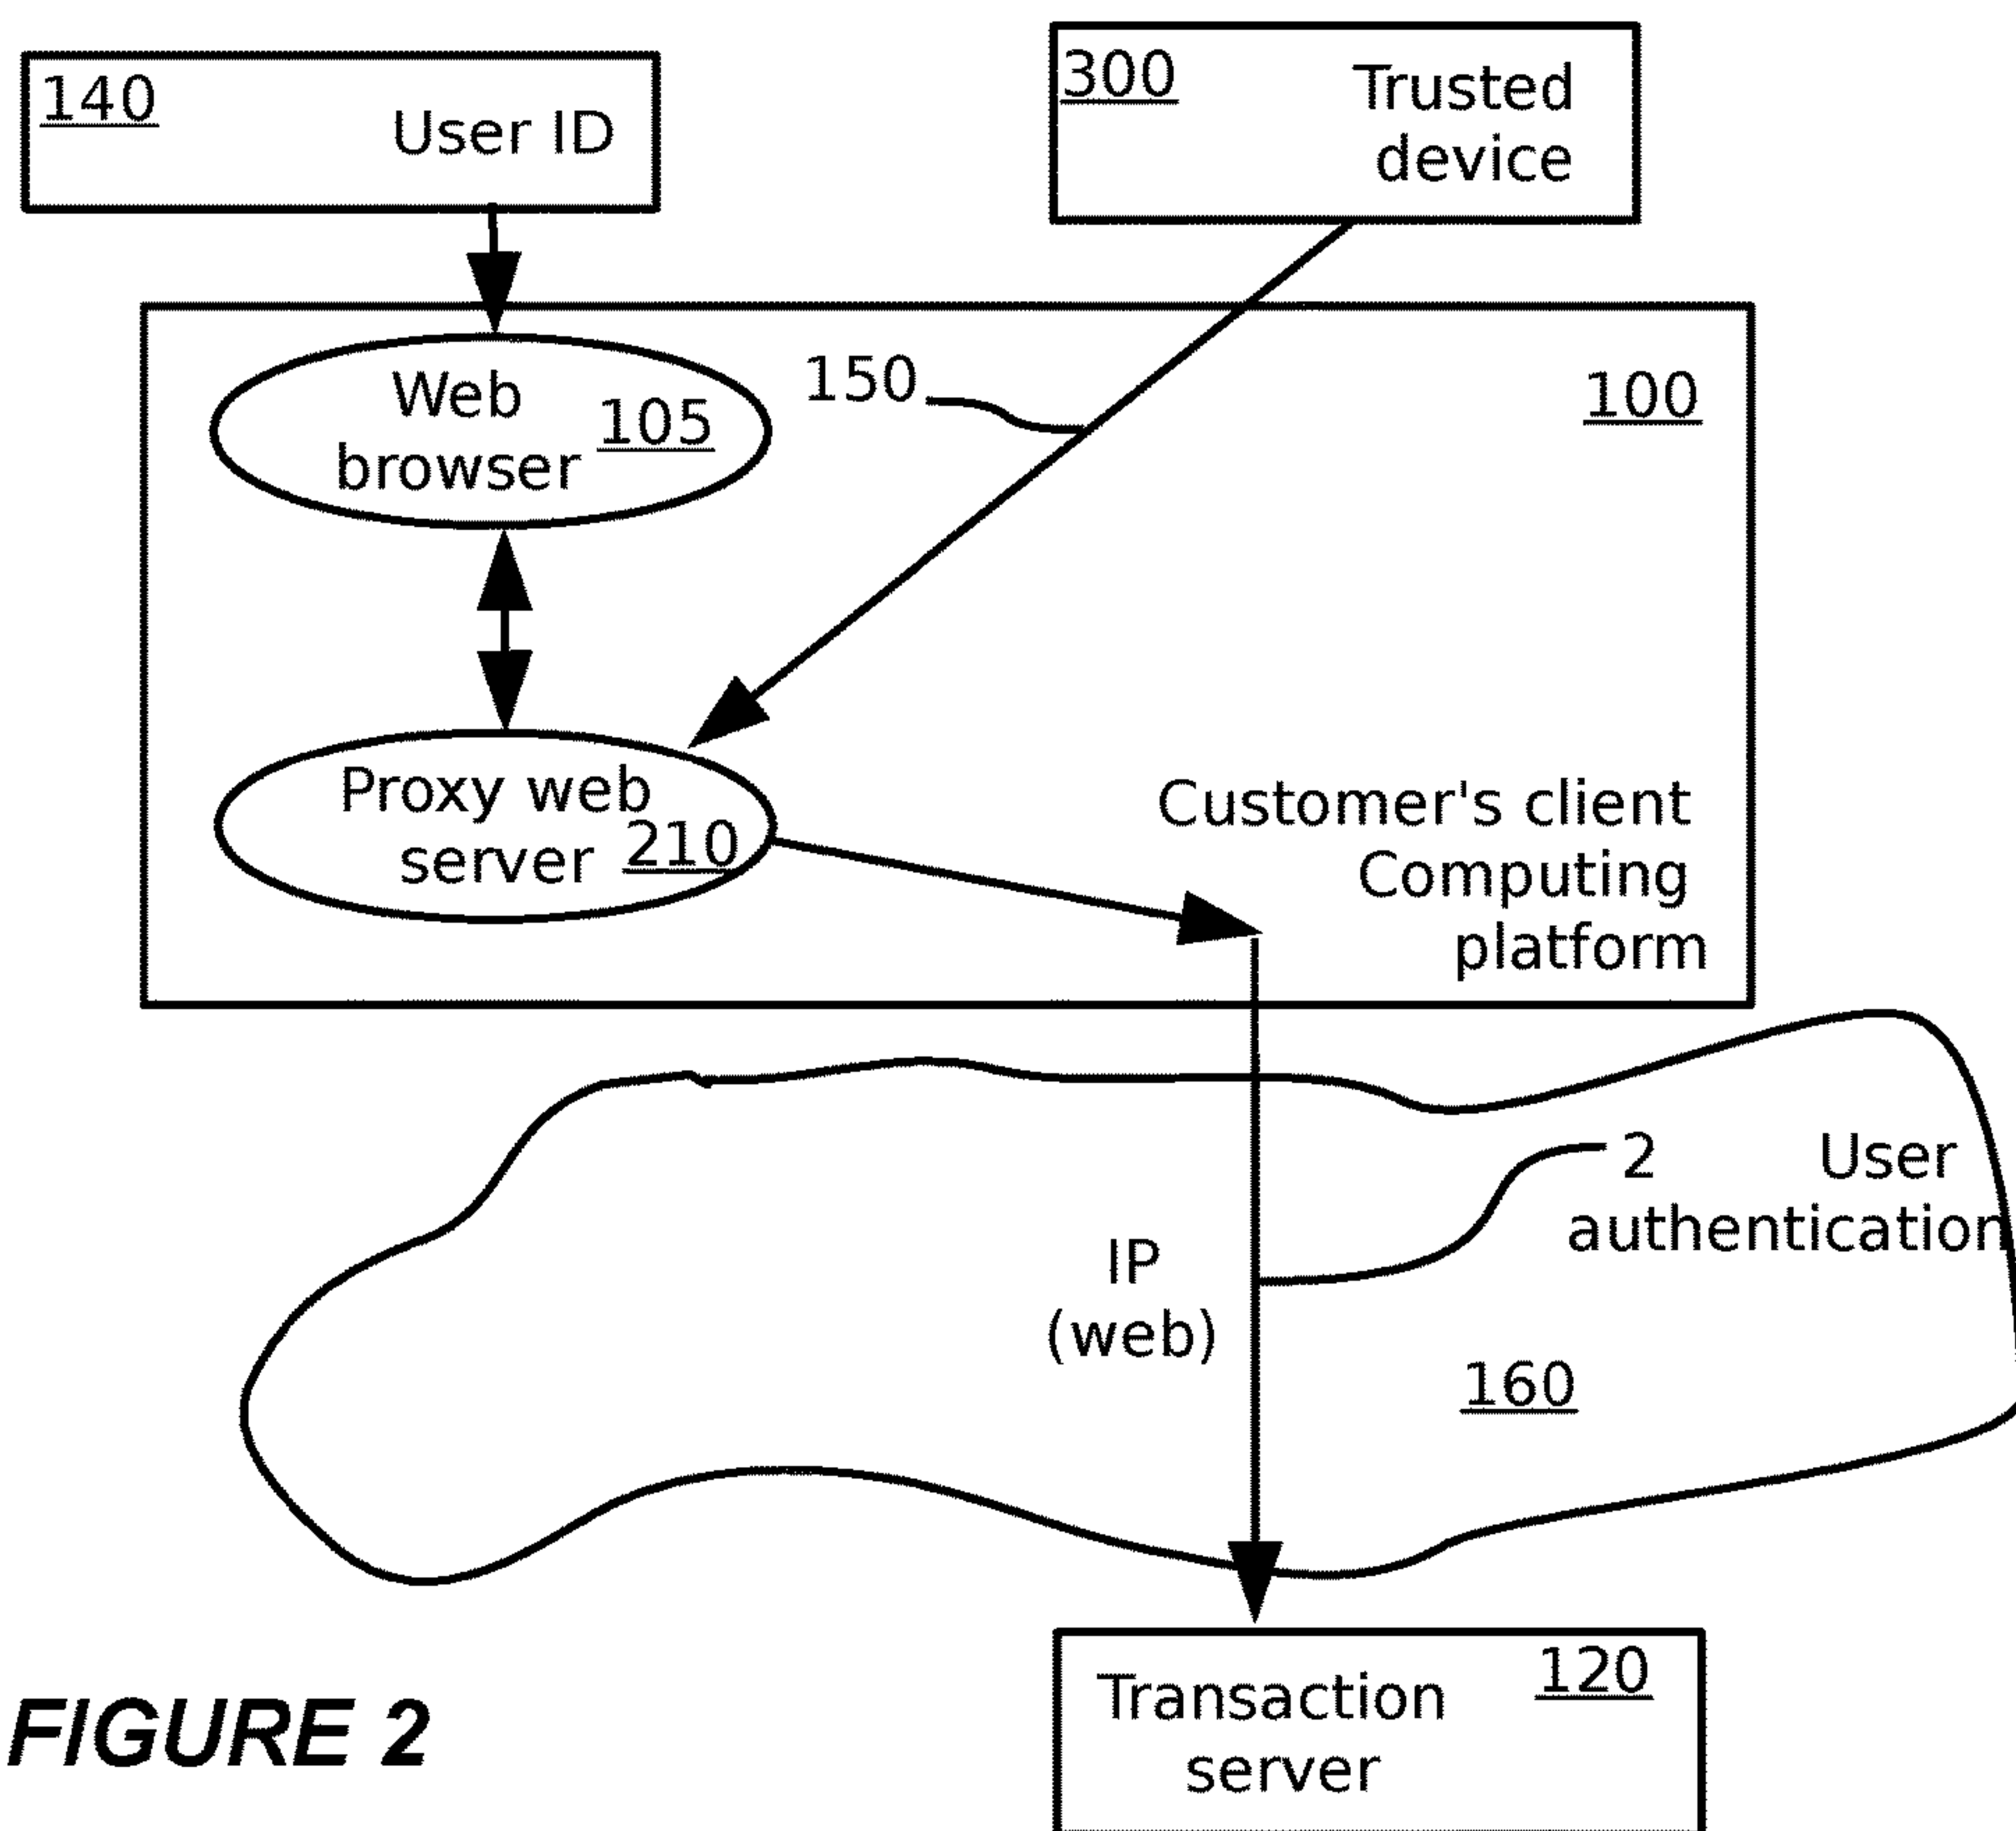 140
User ID
300
Trusted
device
Web
browser
105
150
100
Proxy web
server
210
Customer's client
Computing
platform
2
User
authentication
IP
(web)
160
Transaction
server
120
FIGURE 2